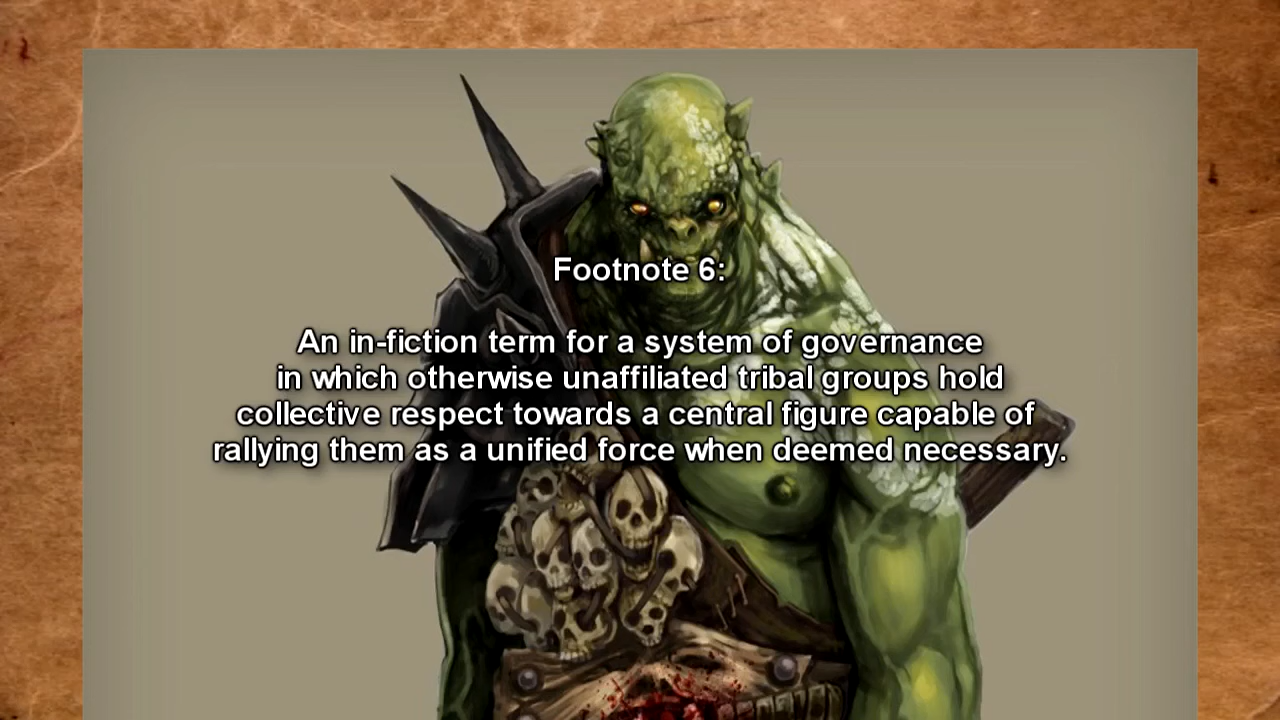 Footnote 6:
An in-fiction term for a system of governance
in which otherwise unaffiliated tribal groups hold
collective respect towards a central figure capable of
rallying them as a unified force when deemed necessary.